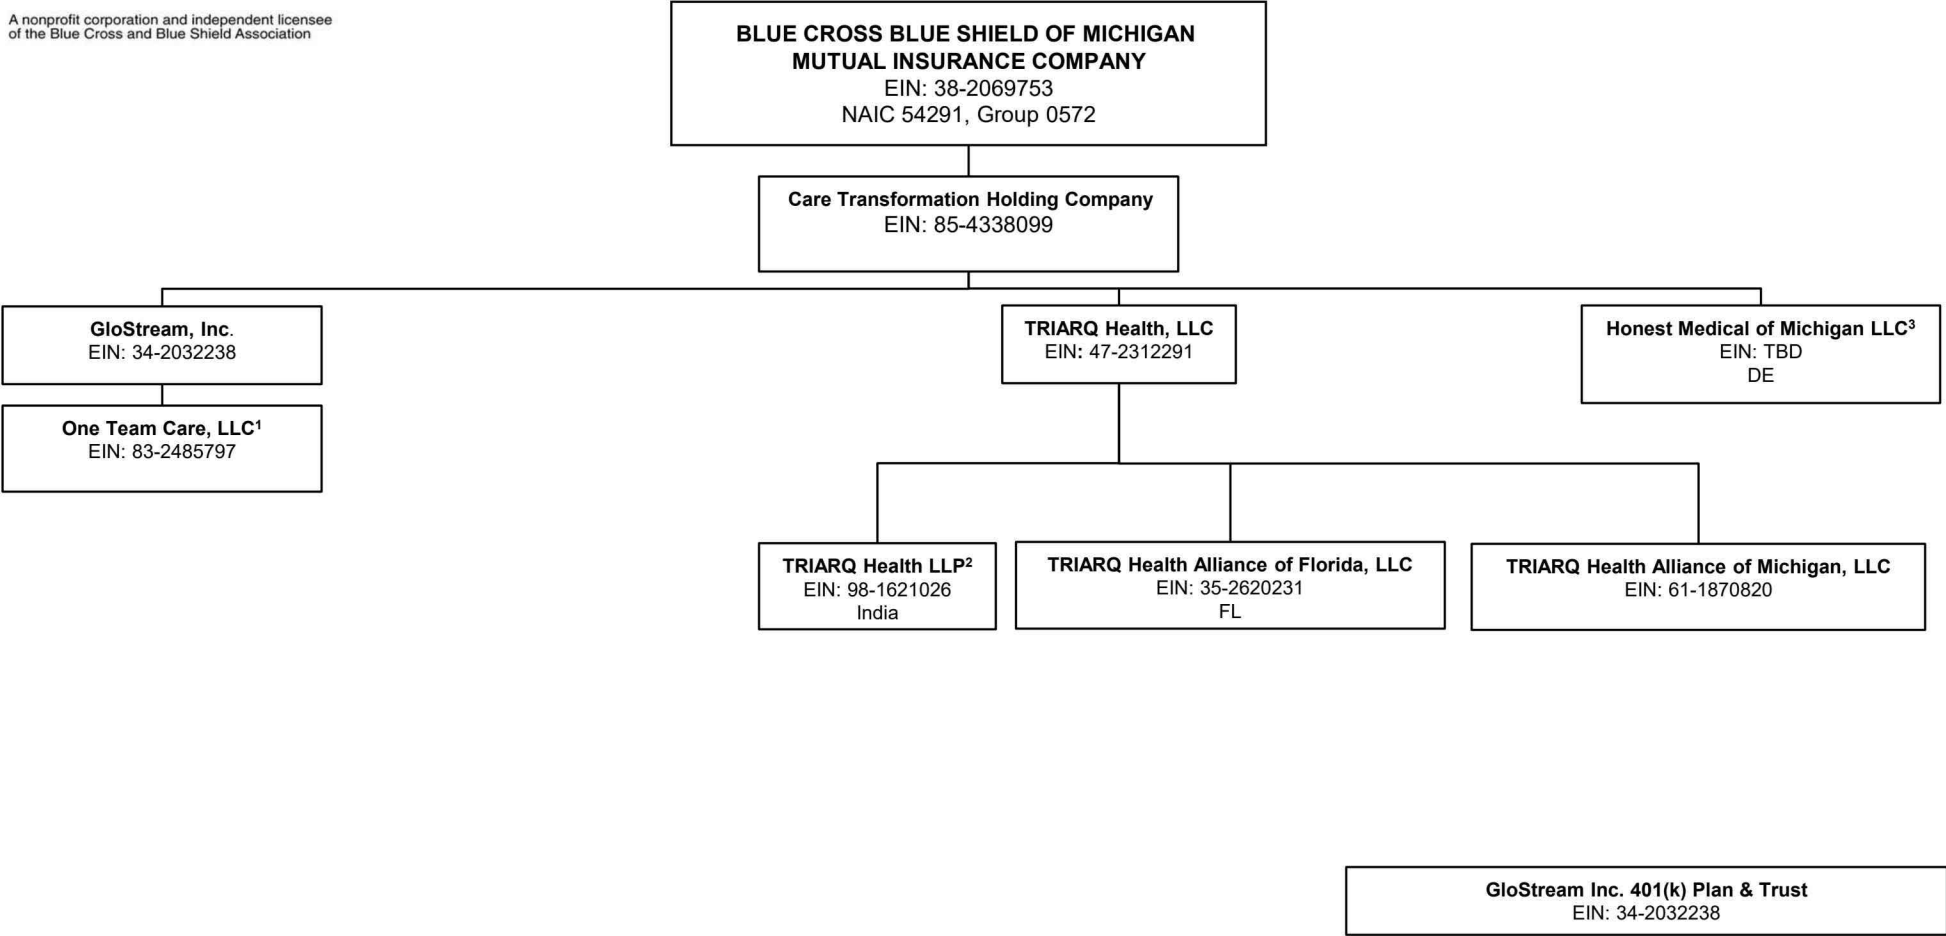 A nonprofit corporation and independent licensee
of the Blue Cross and Blue Shield Association
BLUE CROSS BLUE SHIELD OF MICHIGAN
MUTUAL INSURANCE COMPANY
EIN: 38-2069753
NAIC 54291, Group 0572
Care Transformation Holding Company
EIN: 85-4338099
GloStream, Inc.
EIN: 34-2032238
One Team Care, LLC¹
EIN: 83-2485797
TRIARQ Health, LLC
EIN: 47-2312291
Honest Medical of Michigan LLC³
EIN: TBD
DE
TRIARQ Health LLP²
EIN: 98-1621026
India
TRIARQ Health Alliance of Florida, LLC
EIN: 35-2620231
FL
TRIARQ Health Alliance of Michigan, LLC
EIN: 61-1870820
GloStream Inc. 401(k) Plan & Trust
EIN: 34-2032238